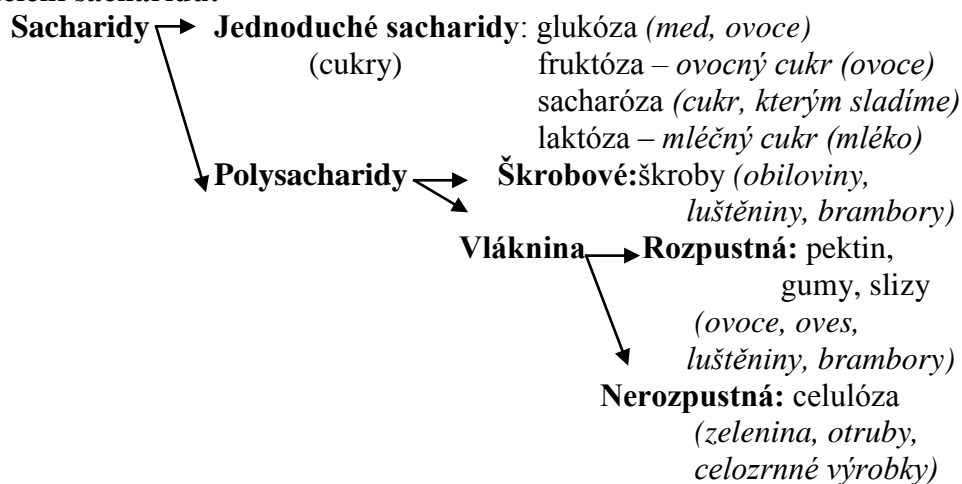 Sacharidy Jednoduché sacharidy: glukóza (med, ovoce)
(cukry) fruktóza – ovocný cukr (ovoce)
sacharóza (cukr, kterým sladíme)
laktóza – mléčný cukr (mléko)
Polysacharidy Škrobové:škroby (obiloviny,
luštěniny, brambory)
Vláknina Rozpustná: pektin,
gumy, slizy
(ovoce, oves,
luštěniny, brambory)
Nerozpustná: celulóza
(zelenina, otruby,
celozrnné výrobky)